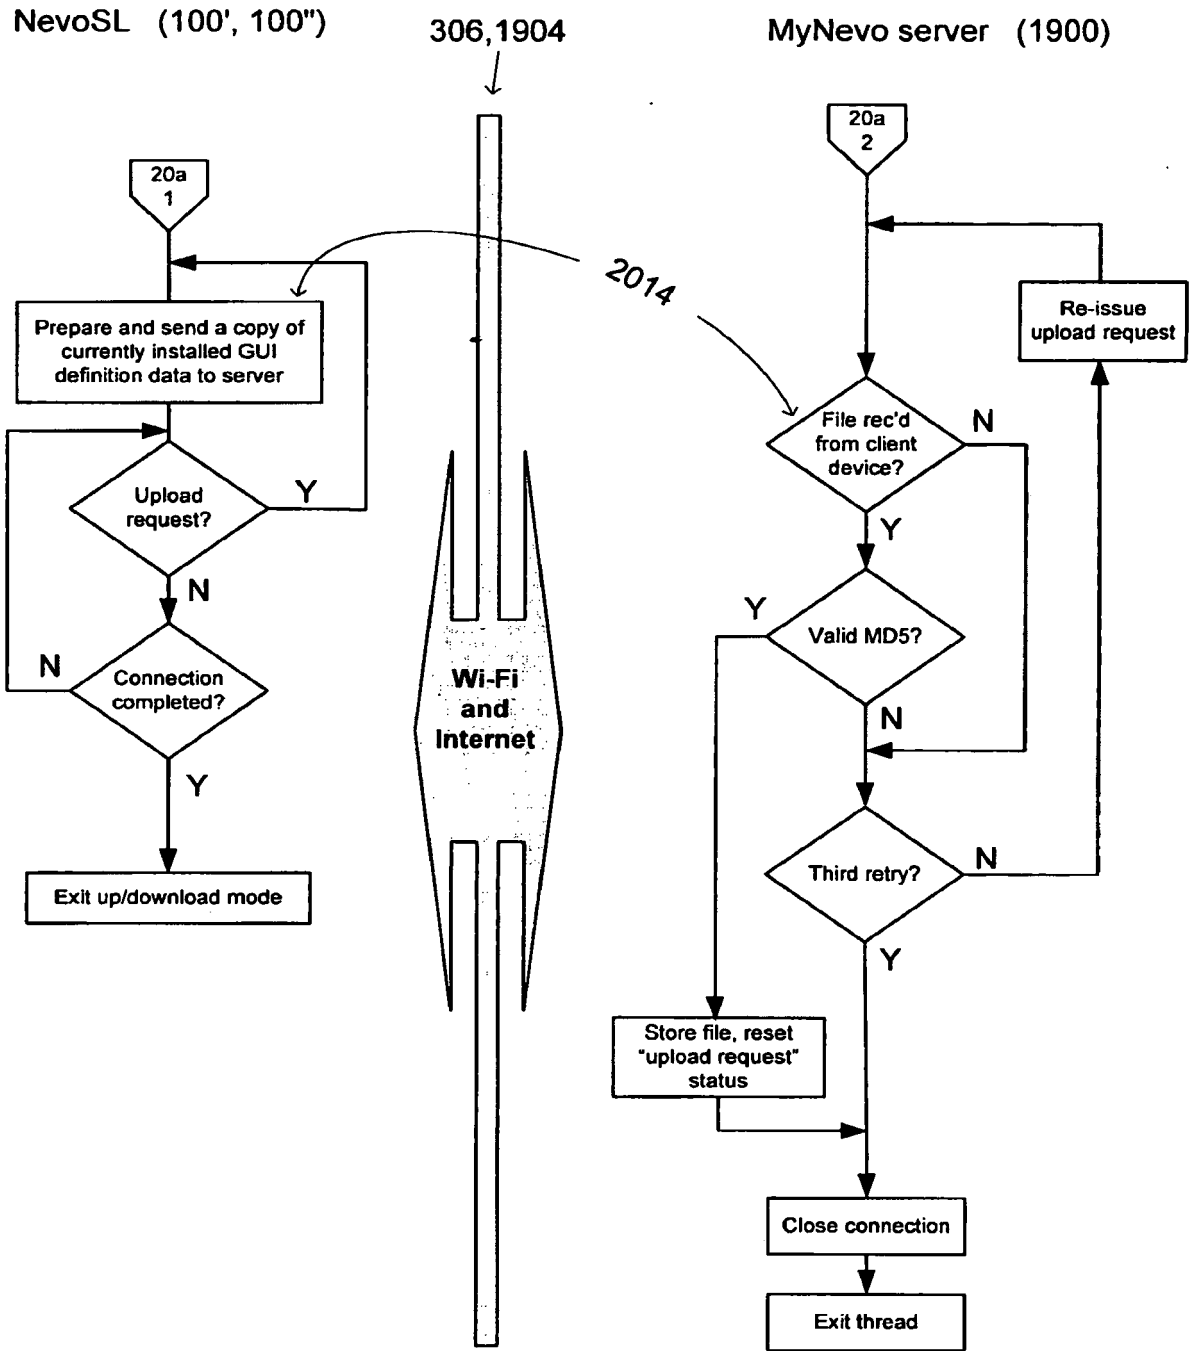 NevoSL (100', 100")
306,1904
MyNevo server (1900)
20a
1
Prepare and send a copy of
currently installed GUI
definition data to server
Upload
request?
Y
N
Connection
completed?
N
Y
Exit up/download mode
Wi-Fi
and
Internet
2014
20a
2
Re-issue
upload request
File rec'd
from client
device?
N
Y
Valid MD5?
Y
N
Third retry?
N
Y
Store file, reset
"upload request"
status
Close connection
Exit thread